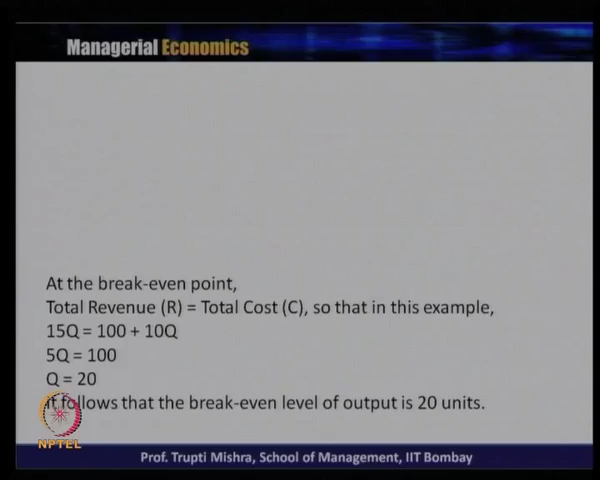 Managerial Economics
At the break-even point,
Total Revenue (R) = Total Cost (C), so that in this example,
15Q = 100 + 10Q
5Q = 100
Q = 20
It follows that the break-even level of output is 20 units.
NPTEL
Prof. Trupti Mishra, School of Management, IIT Bombay